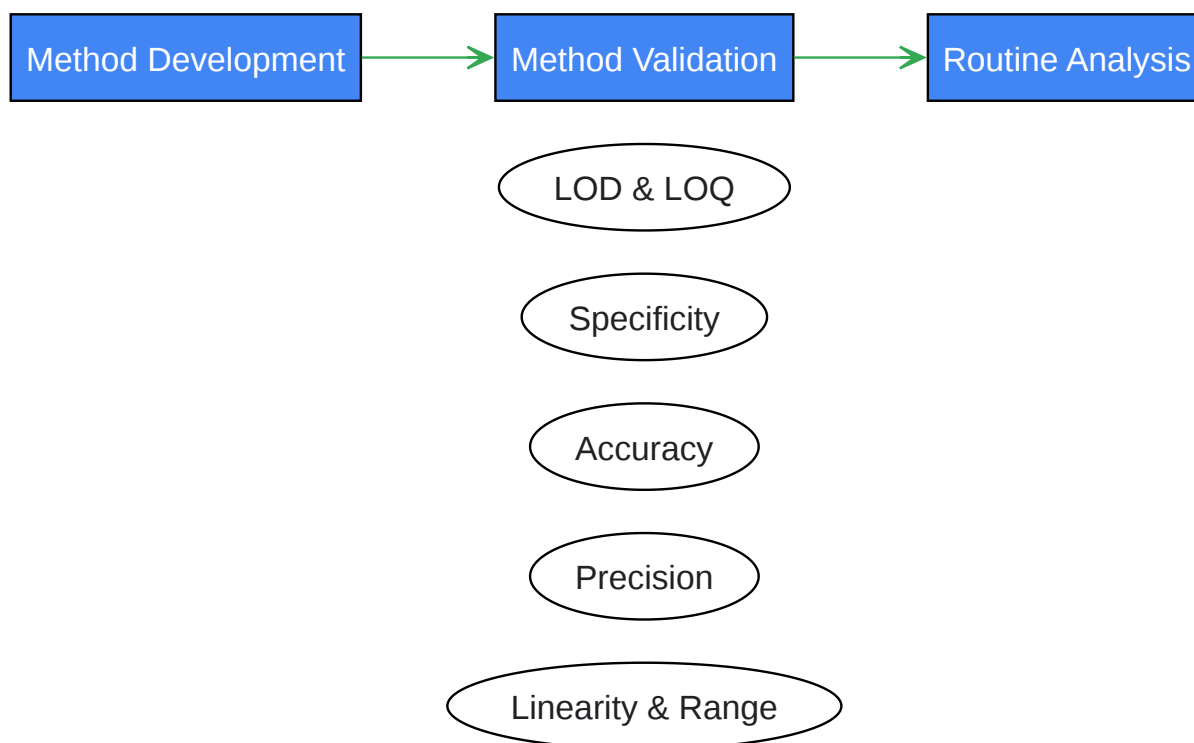 Method Development
Method Validation
Routine Analysis
LOD & LOQ
Specificity
Accuracy
Precision
Linearity & Range